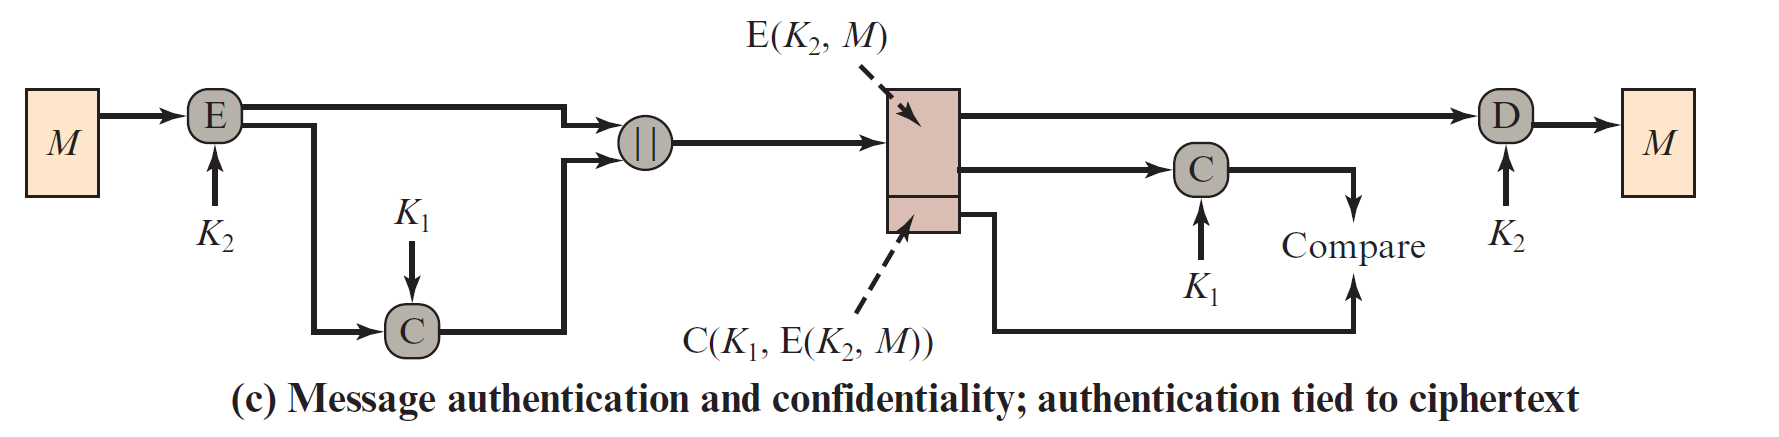 E(K₂, M)
M
E
||
D
M
C
K₁
K₂
K₂
Compare
K₁
C
C(K₁, E(K₂, M))
(c) Message authentication and confidentiality; authentication tied to ciphertext